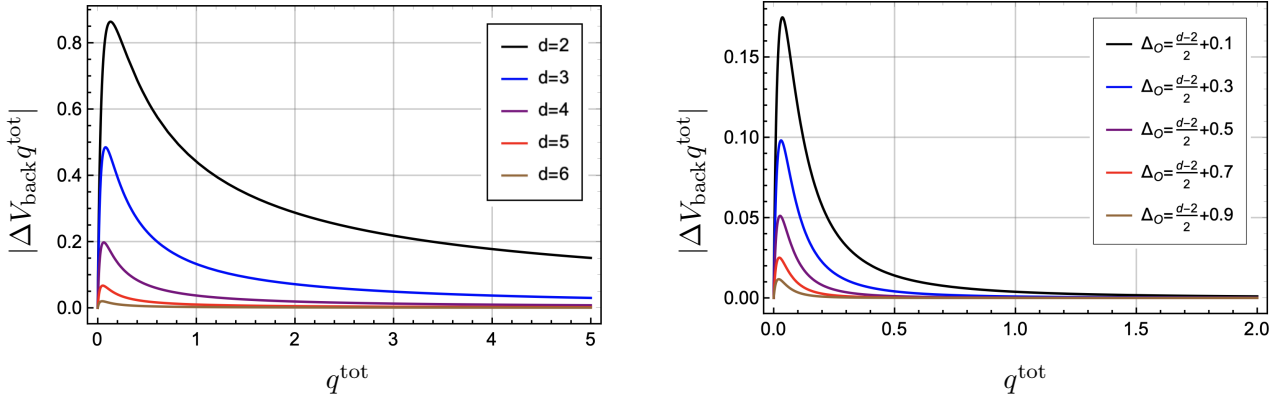 |ΔV_back q^tot|
0.8
0.6
0.4
0.2
0.0
0 1 2 3 4 5
q^tot
d=2
d=3
d=4
d=5
d=6
|ΔV_back q^tot|
0.15
0.10
0.05
0.00
0.0 0.5 1.0 1.5 2.0
q^tot
Δ_O=(d-2)/2+0.1
Δ_O=(d-2)/2+0.3
Δ_O=(d-2)/2+0.5
Δ_O=(d-2)/2+0.7
Δ_O=(d-2)/2+0.9